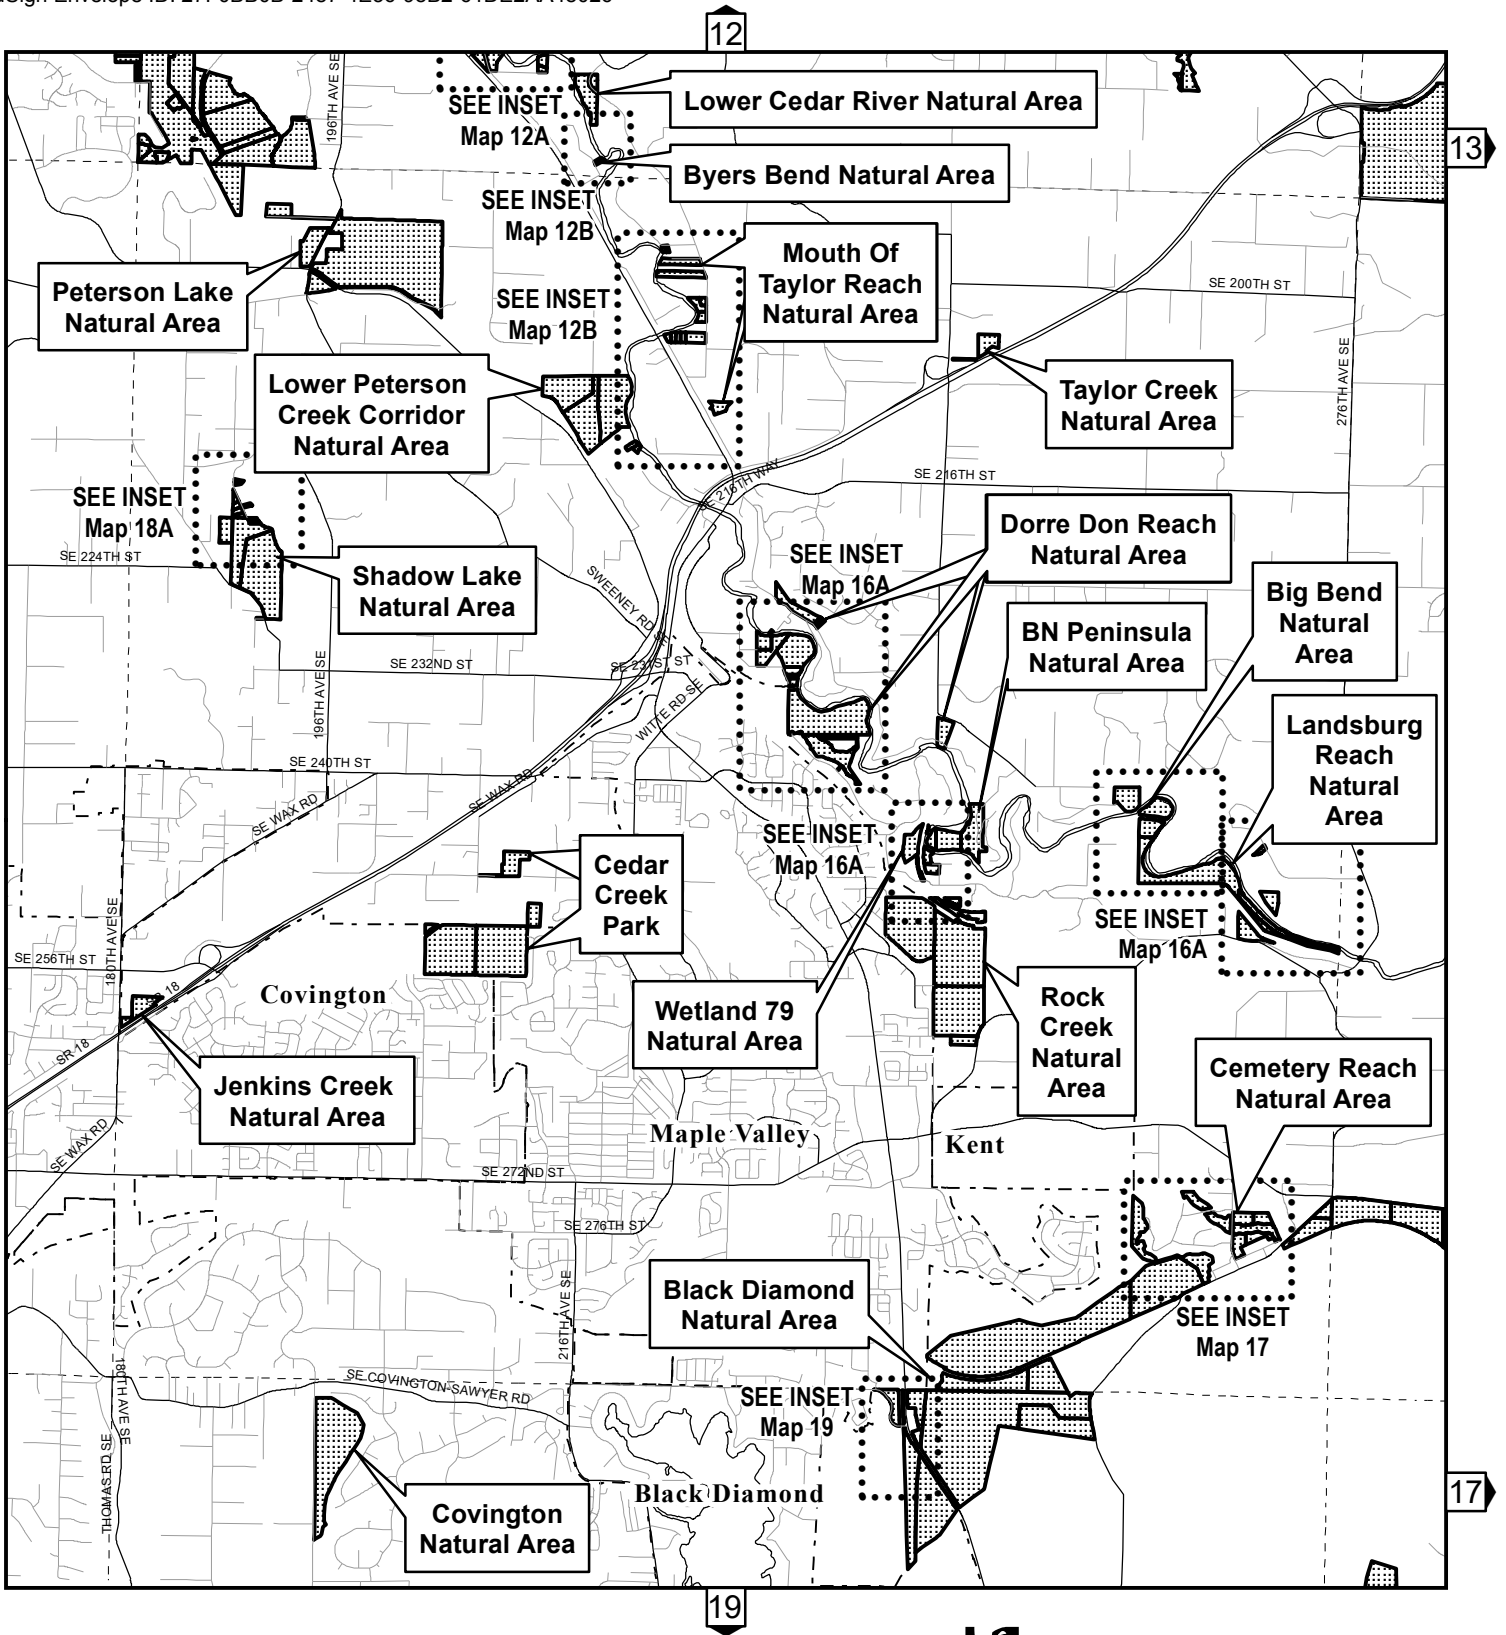 12
SEE INSET
Map 12A
Lower Cedar River Natural Area
196TH AVE SE
13
Byers Bend Natural Area
SEE INSET
Map 12B
Mouth Of
Taylor Reach
Natural Area
Peterson Lake
Natural Area
SEE INSET
Map 12B
SE 200TH ST
276TH AVE SE
Lower Peterson
Creek Corridor
Natural Area
Taylor Creek
Natural Area
SE 216TH WAY
SE 216TH ST
SEE INSET
Map 18A
SE 224TH ST
Dorre Don Reach
Natural Area
SEE INSET
Map 16A
Shadow Lake
Natural Area
SWEENEY RD SE
Big Bend
Natural
Area
BN Peninsula
Natural Area
SE 232ND ST
SE 231ST ST
196TH AVE SE
WITTE RD SE
Landsburg
Reach
Natural
Area
SE 240TH ST
SE WAX RD
SE WAX RD
SEE INSET
Map 16A
Cedar
Creek
Park
180TH AVE SE
SE 256TH ST
SEE INSET
Map 16A
Covington
18
Wetland 79
Natural Area
Rock
Creek
Natural
Area
SR 18
Jenkins Creek
Natural Area
Cemetery Reach
Natural Area
SE WAX RD
Maple Valley
Kent
SE 272ND ST
SE 276TH ST
216TH AVE SE
Black Diamond
Natural Area
SEE INSET
Map 17
180TH AVE SE
SE COVINGTON-SAWYER RD
SEE INSET
Map 19
THOMAS RD SE
Black Diamond
Covington
Natural Area
17
19